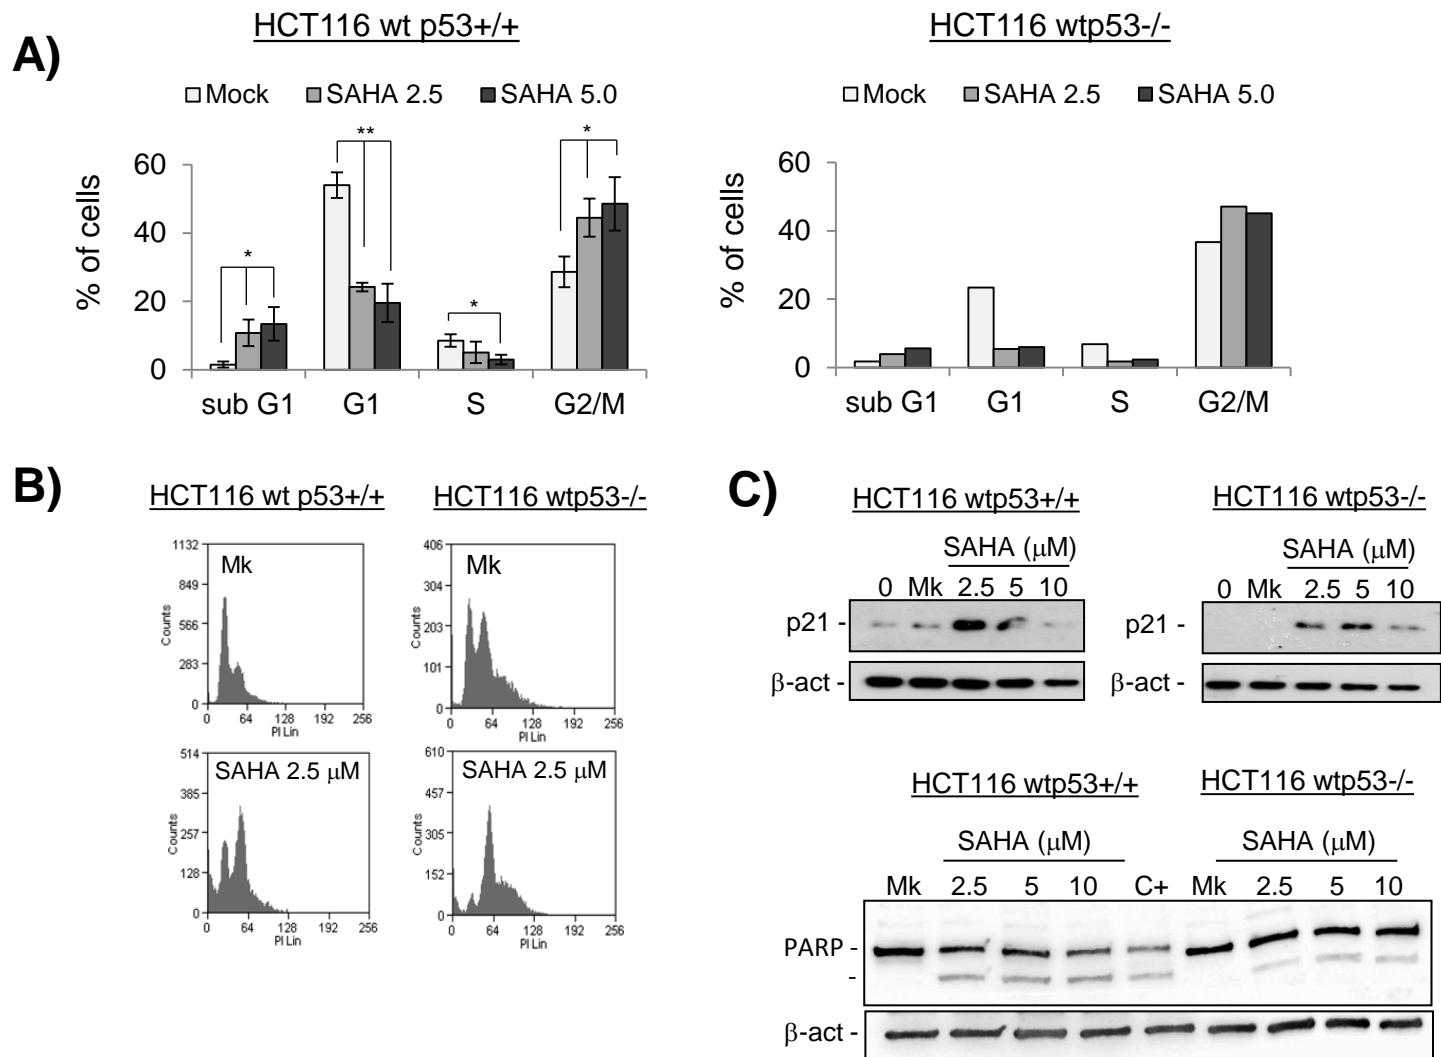 A)
HCT116 wt p53+/+
HCT116 wtp53-/-
Mock SAHA 2.5 SAHA 5.0
Mock SAHA 2.5 SAHA 5.0
% of cells
60
40
20
0
* ** * *
sub G1 G1 S G2/M
% of cells
60
40
20
0
sub G1 G1 S G2/M
B)
HCT116 wt p53+/+
HCT116 wtp53-/-
Mk
Counts
1132
849
566
283
0
0 64 128 192 256
PI Lin
Mk
Counts
406
304
203
101
0
0 64 128 192 256
PI Lin
SAHA 2.5 μM
Counts
514
385
257
128
0
0 64 128 192 256
PI Lin
SAHA 2.5 μM
Counts
610
457
305
152
0
0 64 128 192 256
PI Lin
C)
HCT116 wtp53+/+
SAHA (μM)
0 Mk 2.5 5 10
p21 -
β-act -
HCT116 wtp53-/-
SAHA (μM)
0 Mk 2.5 5 10
p21 -
β-act -
HCT116 wtp53+/+
HCT116 wtp53-/-
SAHA (μM)
SAHA (μM)
Mk 2.5 5 10 C+ Mk 2.5 5 10
PARP -
-
β-act -